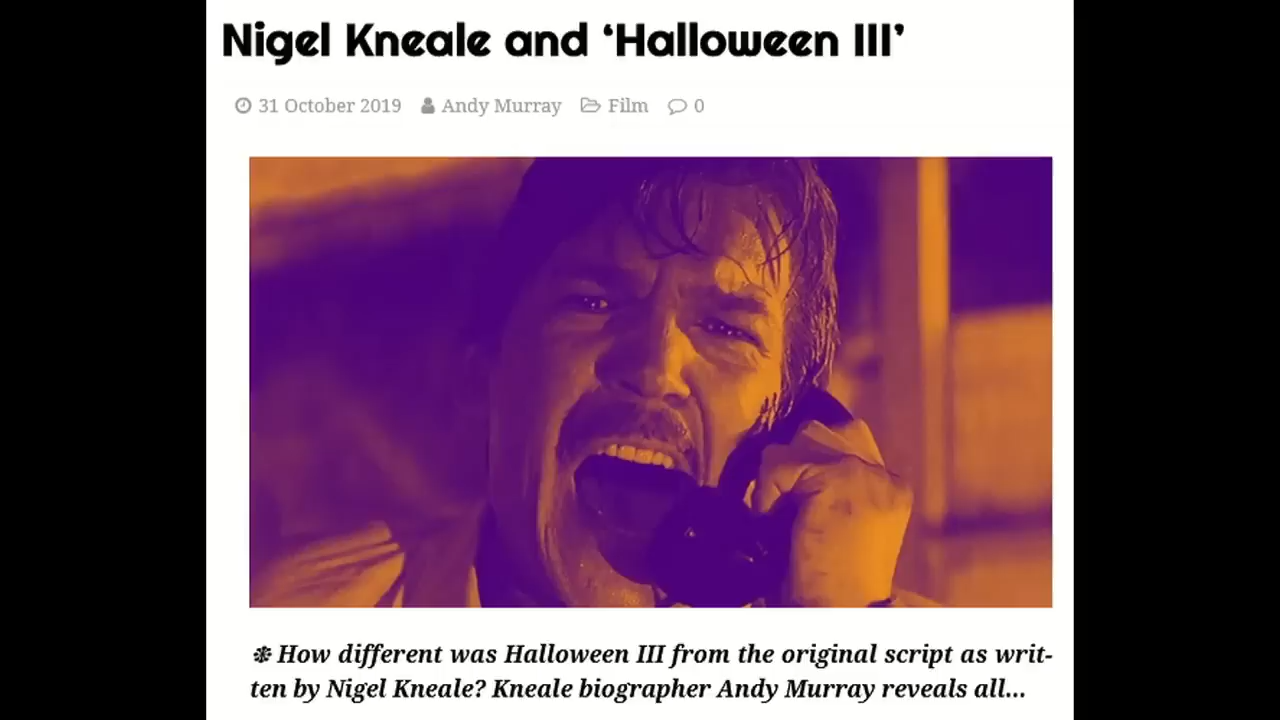 Nigel Kneale and ‘Halloween III’
31 October 2019 Andy Murray Film 0
❉ How different was Halloween III from the original script as writ-
ten by Nigel Kneale? Kneale biographer Andy Murray reveals all...